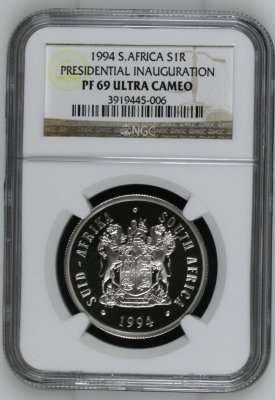 1994 S.AFRICA S1R
PRESIDENTIAL INAUGURATION
PF 69 ULTRA CAMEO
3919445-006
NGC
SUID-AFRIKA SOUTH AFRICA
1994